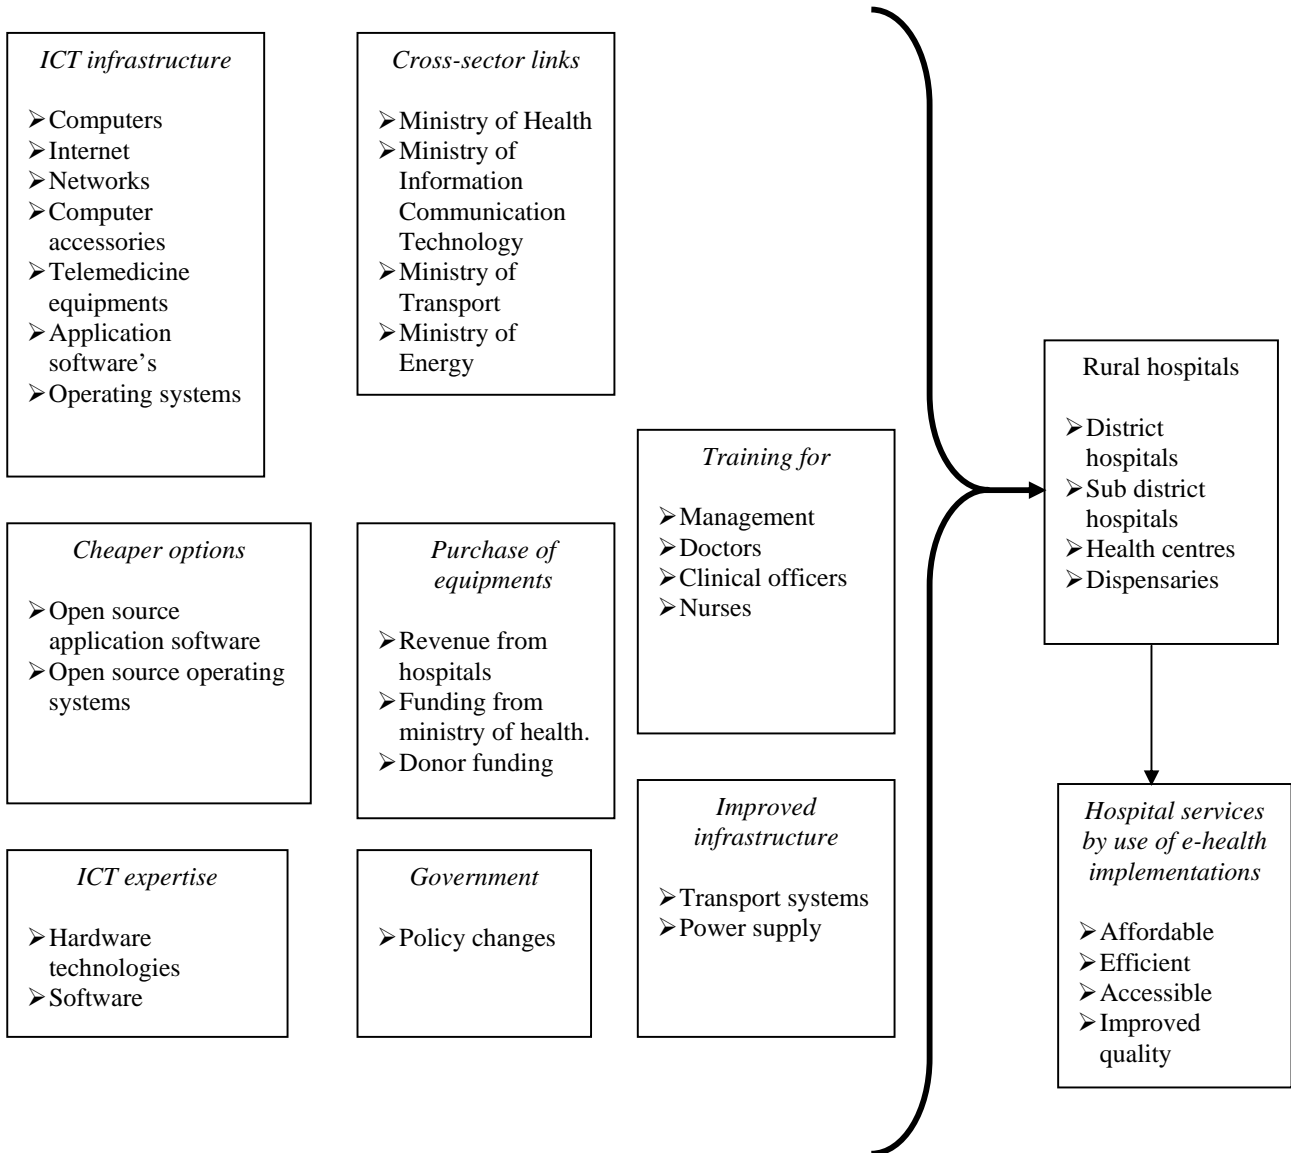 ICT infrastructure
➢Computers
➢Internet
➢Networks
➢Computer
accessories
➢Telemedicine
equipments
➢Application
software’s
➢Operating systems
Cross-sector links
➢Ministry of Health
➢Ministry of
Information
Communication
Technology
➢Ministry of
Transport
➢Ministry of
Energy
Training for
➢Management
➢Doctors
➢Clinical officers
➢Nurses
Cheaper options
➢Open source
application software
➢Open source operating
systems
Purchase of
equipments
➢Revenue from
hospitals
➢Funding from
ministry of health.
➢Donor funding
Improved
infrastructure
➢Transport systems
➢Power supply
ICT expertise
➢Hardware
technologies
➢Software
Government
➢Policy changes
Rural hospitals
➢District
hospitals
➢Sub district
hospitals
➢Health centres
➢Dispensaries
Hospital services
by use of e-health
implementations
➢Affordable
➢Efficient
➢Accessible
➢Improved
quality